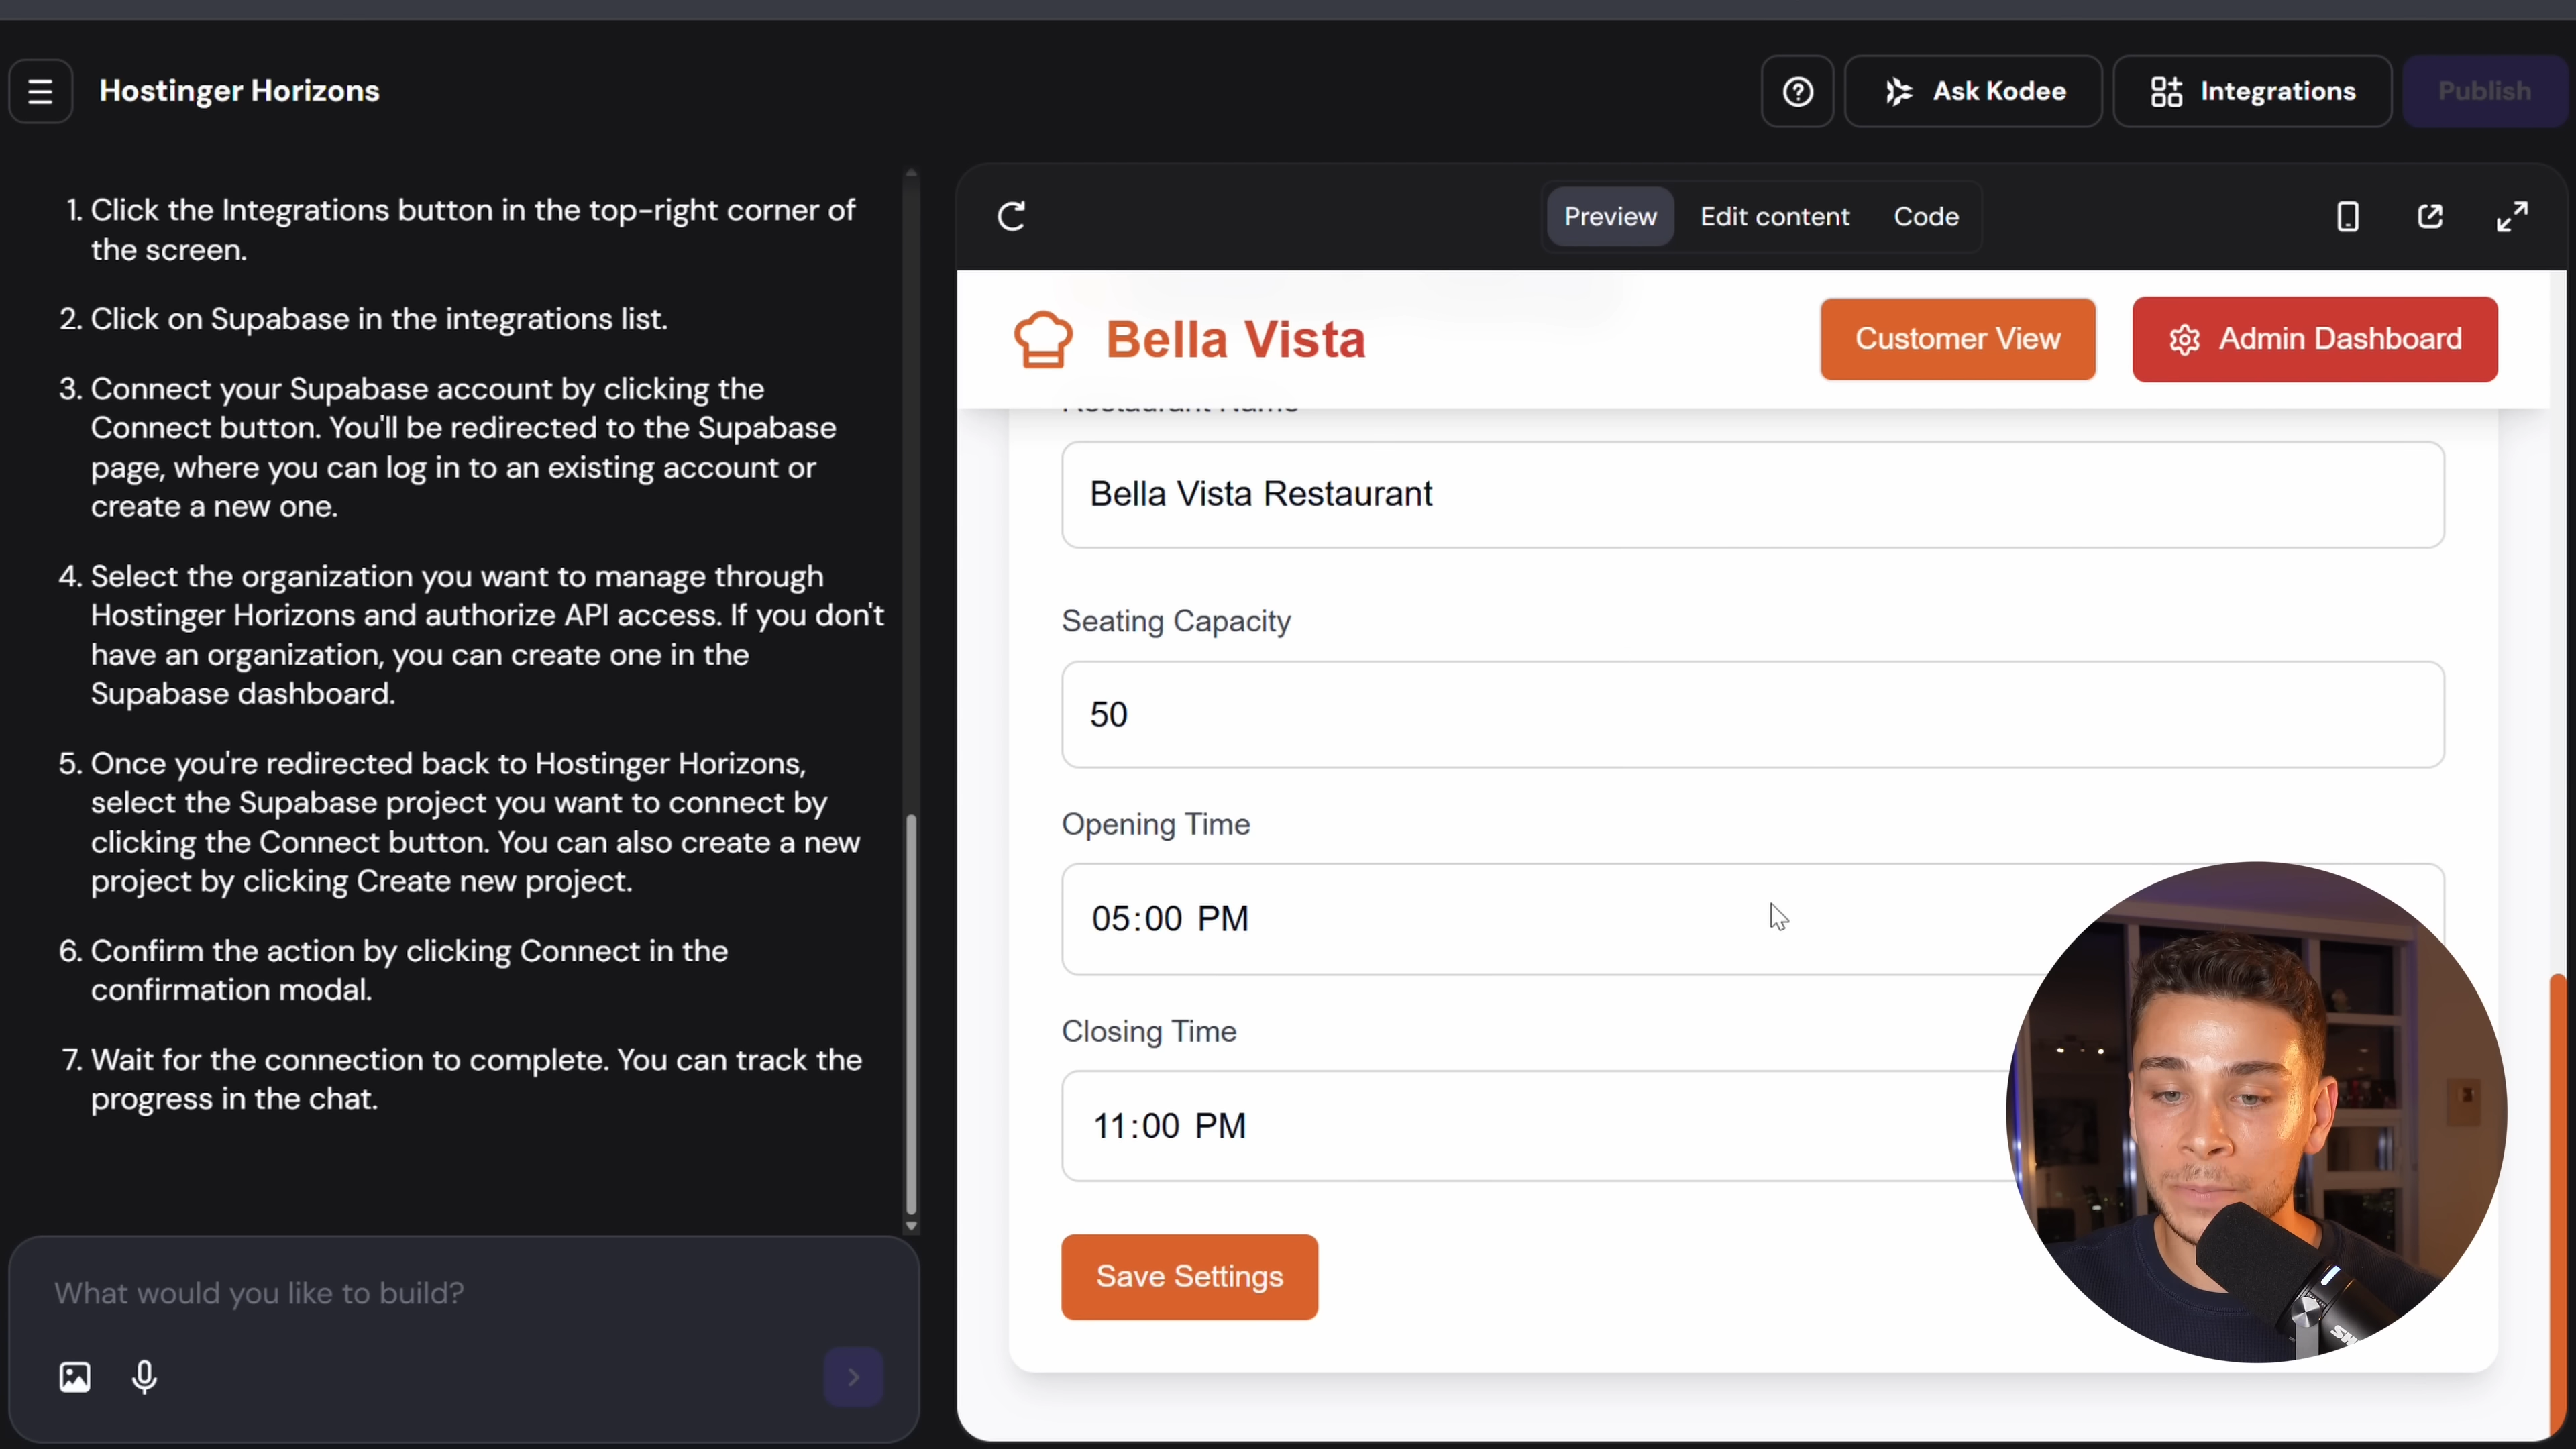 Hostinger Horizons
Ask Kodee
Integrations
Publish
1. Click the Integrations button in the top-right corner of
the screen.
2. Click on Supabase in the integrations list.
3. Connect your Supabase account by clicking the
Connect button. You'll be redirected to the Supabase
page, where you can log in to an existing account or
create a new one.
4. Select the organization you want to manage through
Hostinger Horizons and authorize API access. If you don't
have an organization, you can create one in the
Supabase dashboard.
5. Once you're redirected back to Hostinger Horizons,
select the Supabase project you want to connect by
clicking the Connect button. You can also create a new
project by clicking Create new project.
6. Confirm the action by clicking Connect in the
confirmation modal.
7. Wait for the connection to complete. You can track the
progress in the chat.
What would you like to build?
Preview
Edit content
Code
Bella Vista
Customer View
Admin Dashboard
Restaurant Name
Bella Vista Restaurant
Seating Capacity
50
Opening Time
05:00 PM
Closing Time
11:00 PM
Save Settings